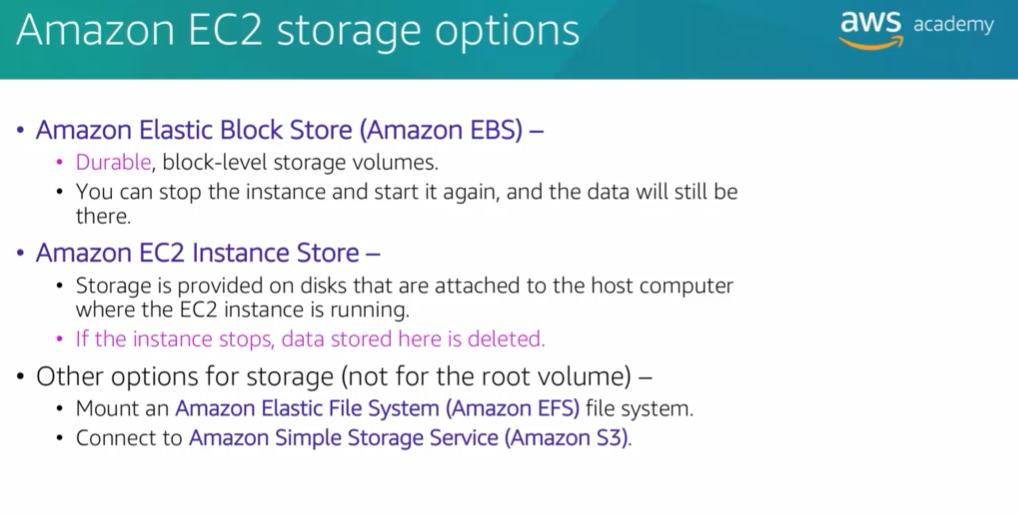 Amazon EC2 storage options
aws academy
• Amazon Elastic Block Store (Amazon EBS) –
• Durable, block-level storage volumes.
• You can stop the instance and start it again, and the data will still be
there.
• Amazon EC2 Instance Store –
• Storage is provided on disks that are attached to the host computer
where the EC2 instance is running.
• If the instance stops, data stored here is deleted.
• Other options for storage (not for the root volume) –
• Mount an Amazon Elastic File System (Amazon EFS) file system.
• Connect to Amazon Simple Storage Service (Amazon S3).